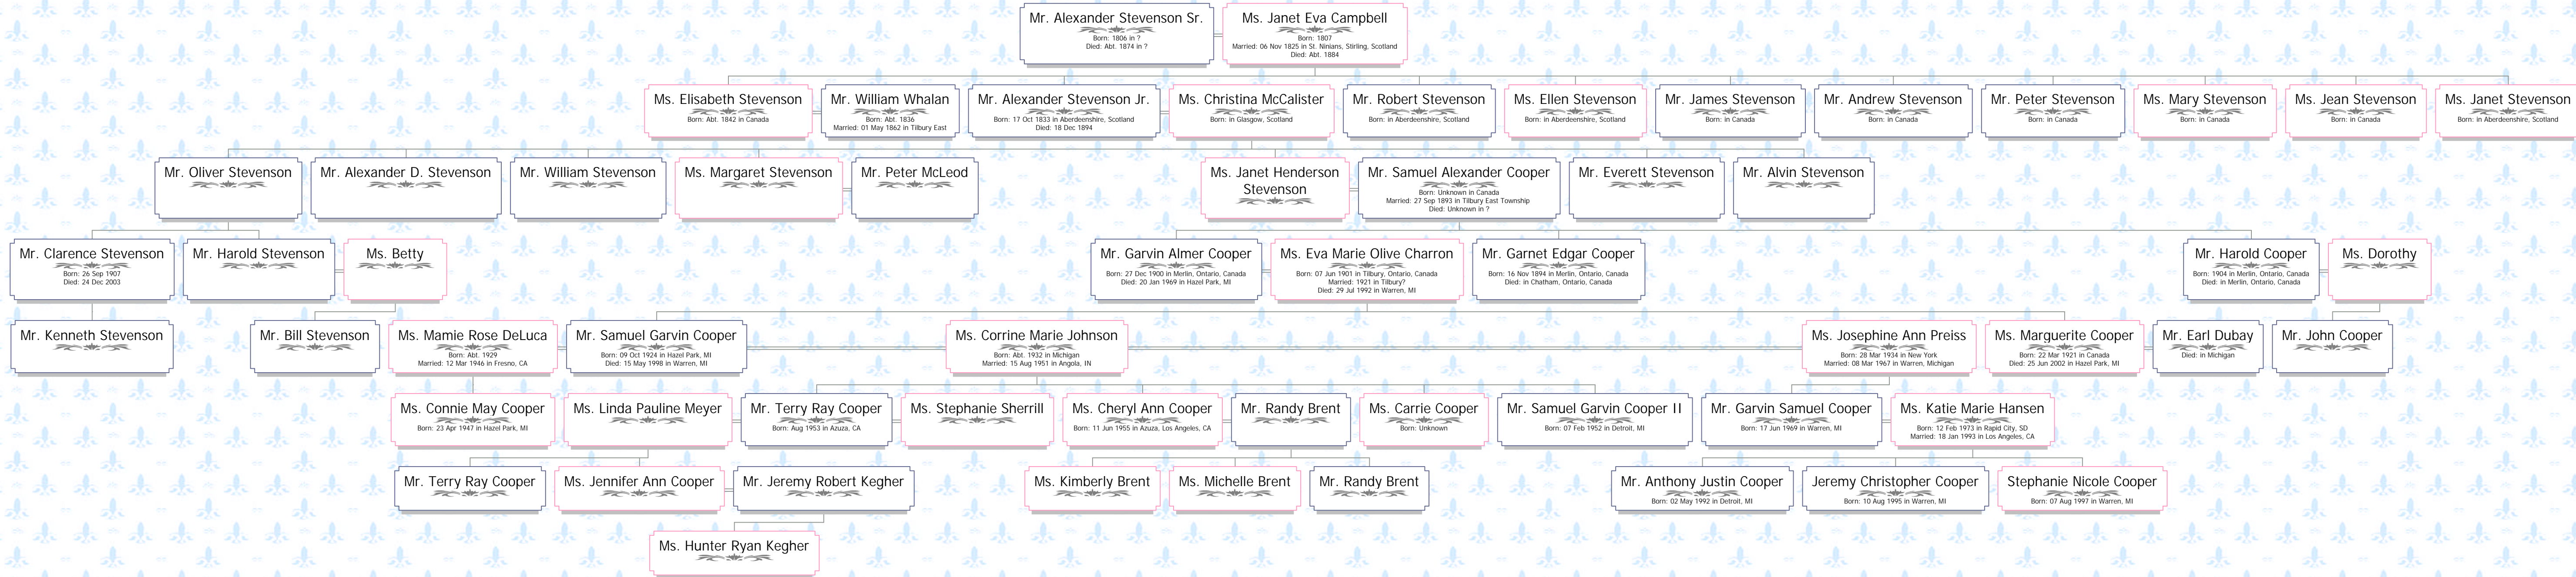 Mr. Alexander Stevenson Sr.
Born: 1806 in ?
Died: Abt. 1874 in ?
Ms. Janet Eva Campbell
Born: 1807
Married: 06 Nov 1825 in St. Ninians, Stirling, Scotland
Died: Abt. 1884
Ms. Elisabeth Stevenson
Born: Abt. 1842 in Canada
Mr. William Whalan
Born: Abt. 1836
Married: 01 May 1862 in Tilbury East
Mr. Alexander Stevenson Jr.
Born: 17 Oct 1833 in Aberdeenshire, Scotland
Died: 18 Dec 1894
Ms. Christina McCalister
Born: in Glasgow, Scotland
Mr. Robert Stevenson
Born: in Aberdeenshire, Scotland
Ms. Ellen Stevenson
Born: in Aberdeenshire, Scotland
Mr. James Stevenson
Born: in Canada
Mr. Andrew Stevenson
Born: in Canada
Mr. Peter Stevenson
Born: in Canada
Ms. Mary Stevenson
Born: in Canada
Ms. Jean Stevenson
Born: in Canada
Ms. Janet Stevenson
Born: in Aberdeenshire, Scotland
Mr. Oliver Stevenson
Mr. Alexander D. Stevenson
Mr. William Stevenson
Ms. Margaret Stevenson
Mr. Peter McLeod
Ms. Janet Henderson
Stevenson
Mr. Samuel Alexander Cooper
Born: Unknown in Canada
Married: 27 Sep 1893 in Tilbury East Township
Died: Unknown in ?
Mr. Everett Stevenson
Mr. Alvin Stevenson
Mr. Clarence Stevenson
Born: 26 Sep 1907
Died: 24 Dec 2003
Mr. Harold Stevenson
Ms. Betty
Mr. Garvin Almer Cooper
Born: 27 Dec 1900 in Merlin, Ontario, Canada
Died: 20 Jan 1969 in Hazel Park, MI
Ms. Eva Marie Olive Charron
Born: 07 Jun 1901 in Tilbury, Ontario, Canada
Married: 1921 in Tilbury?
Died: 29 Jul 1992 in Warren, MI
Mr. Garnet Edgar Cooper
Born: 16 Nov 1894 in Merlin, Ontario, Canada
Died: in Chatham, Ontario, Canada
Mr. Harold Cooper
Born: 1904 in Merlin, Ontario, Canada
Died: in Merlin, Ontario, Canada
Ms. Dorothy
Mr. Kenneth Stevenson
Mr. Bill Stevenson
Ms. Mamie Rose DeLuca
Born: Abt. 1929
Married: 12 Mar 1946 in Fresno, CA
Mr. Samuel Garvin Cooper
Born: 09 Oct 1924 in Hazel Park, MI
Died: 15 May 1998 in Warren, MI
Ms. Corrine Marie Johnson
Born: Abt. 1932 in Michigan
Married: 15 Aug 1951 in Angola, IN
Ms. Josephine Ann Preiss
Born: 28 Mar 1934 in New York
Married: 08 Mar 1967 in Warren, Michigan
Ms. Marguerite Cooper
Born: 22 Mar 1921 in Canada
Died: 25 Jun 2002 in Hazel Park, MI
Mr. Earl Dubay
Died: in Michigan
Mr. John Cooper
Ms. Connie May Cooper
Born: 23 Apr 1947 in Hazel Park, MI
Ms. Linda Pauline Meyer
Mr. Terry Ray Cooper
Born: Aug 1953 in Azuza, CA
Ms. Stephanie Sherrill
Ms. Cheryl Ann Cooper
Born: 11 Jun 1955 in Azuza, Los Angeles, CA
Mr. Randy Brent
Ms. Carrie Cooper
Born: Unknown
Mr. Samuel Garvin Cooper II
Born: 07 Feb 1952 in Detroit, MI
Mr. Garvin Samuel Cooper
Born: 17 Jun 1969 in Warren, MI
Ms. Katie Marie Hansen
Born: 12 Feb 1973 in Rapid City, SD
Married: 18 Jan 1993 in Los Angeles, CA
Mr. Terry Ray Cooper
Ms. Jennifer Ann Cooper
Mr. Jeremy Robert Kegher
Ms. Kimberly Brent
Ms. Michelle Brent
Mr. Randy Brent
Mr. Anthony Justin Cooper
Born: 02 May 1992 in Detroit, MI
Jeremy Christopher Cooper
Born: 10 Aug 1995 in Warren, MI
Stephanie Nicole Cooper
Born: 07 Aug 1997 in Warren, MI
Ms. Hunter Ryan Kegher